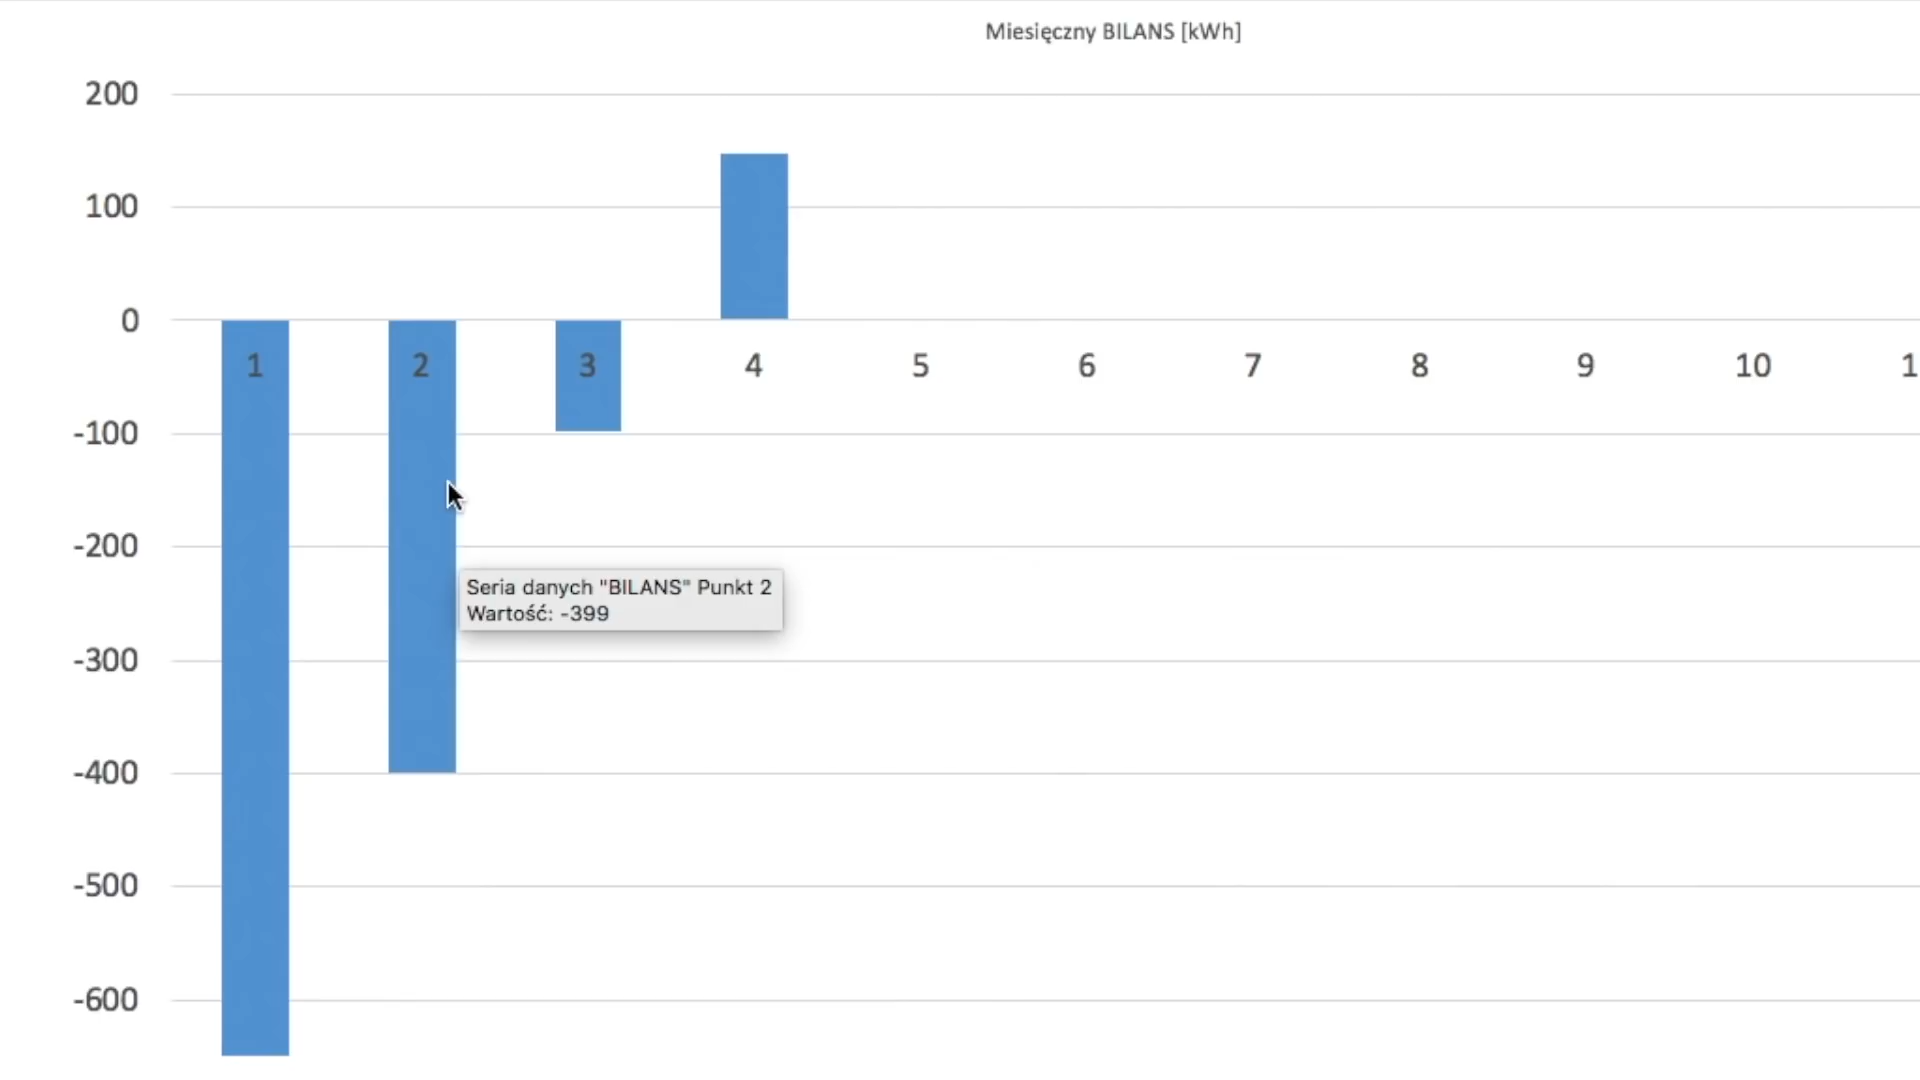 Miesięczny BILANS [kWh]
200
100
0
1 2 3 4 5 6 7 8 9 10 1
-100
-200
Seria danych "BILANS" Punkt 2
Wartość: -399
-300
-400
-500
-600